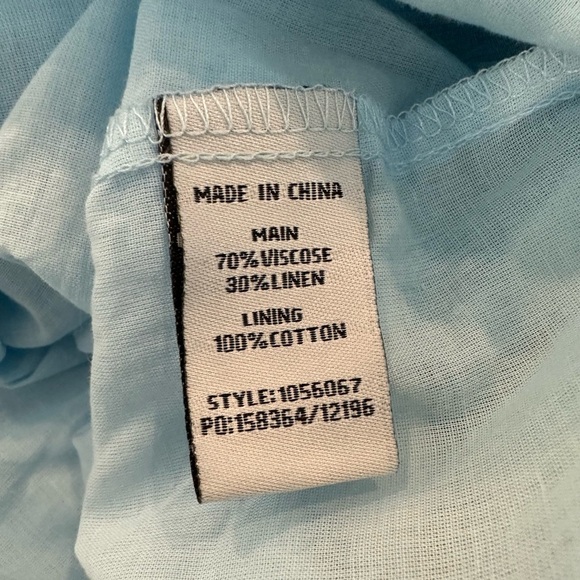 MADE IN CHINA
MAIN
70%VISCOSE
30%LINEN
LINING
100%COTTON
STYLE:1056067
PO:158364/12196